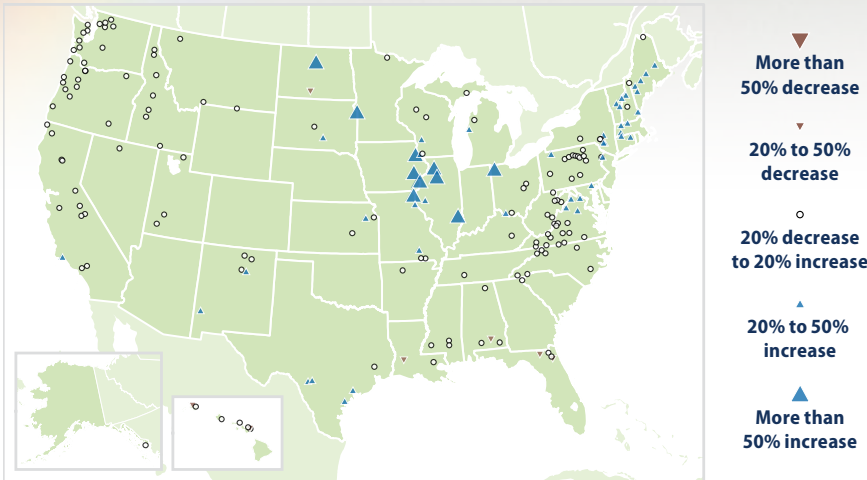 More than
50% decrease
20% to 50%
decrease
20% decrease
to 20% increase
20% to 50%
increase
More than
50% increase